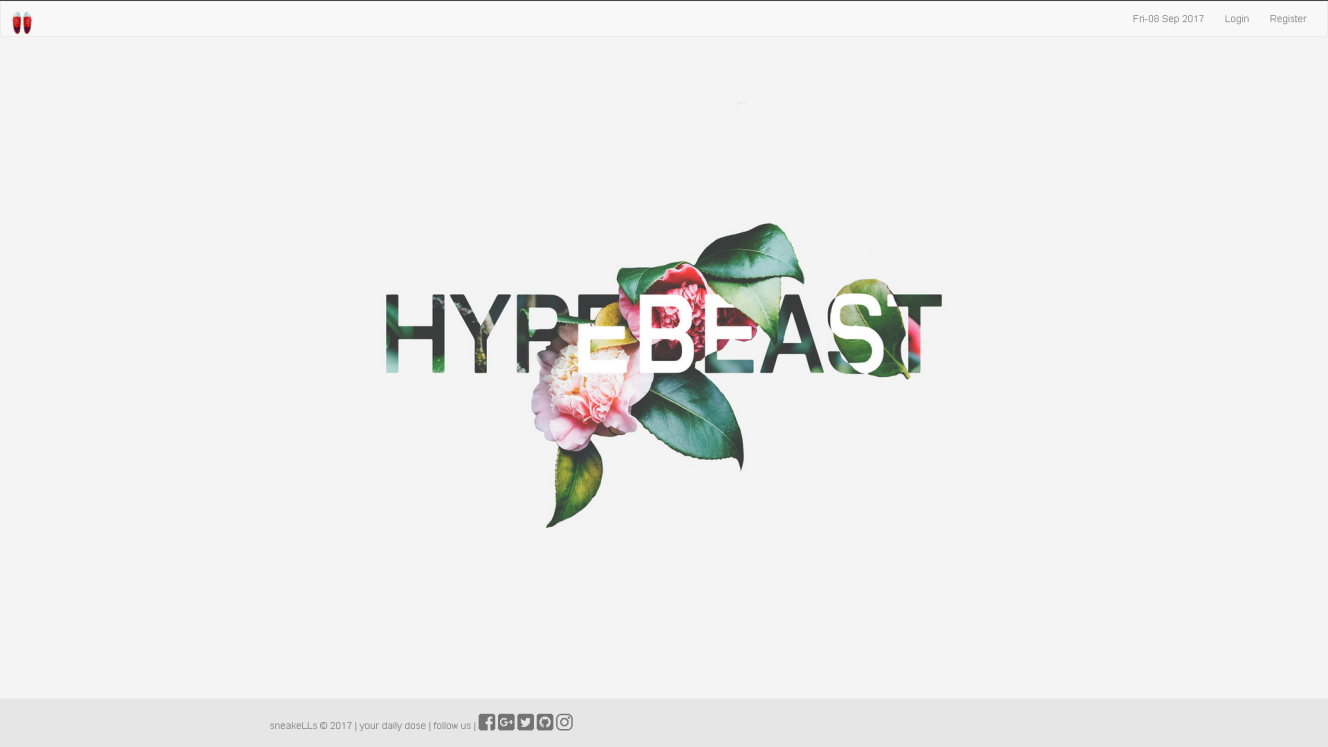 Fri-08 Sep 2017 Login Register
HYPEBEAST
sneakeLLs © 2017 | your daily dose | follow us |